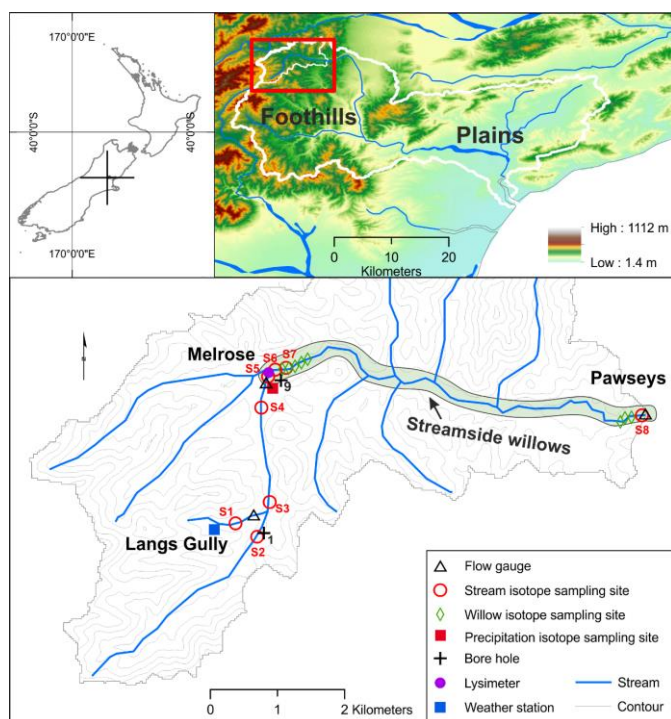 170°0'0"E
40°0'0"S
40°0'0"S
170°0'0"E
Foothills
Plains
0 10 20
Kilometers
High : 1112 m
Low : 1.4 m
Melrose
S5
S6
S7
9
S4
Pawseys
S8
Streamside willows
S1
S3
Langs Gully
S2
1
0 1 2 Kilometers
Flow gauge
Stream isotope sampling site
Willow isotope sampling site
Precipitation isotope sampling site
Bore hole
Lysimeter
Weather station
Stream
Contour